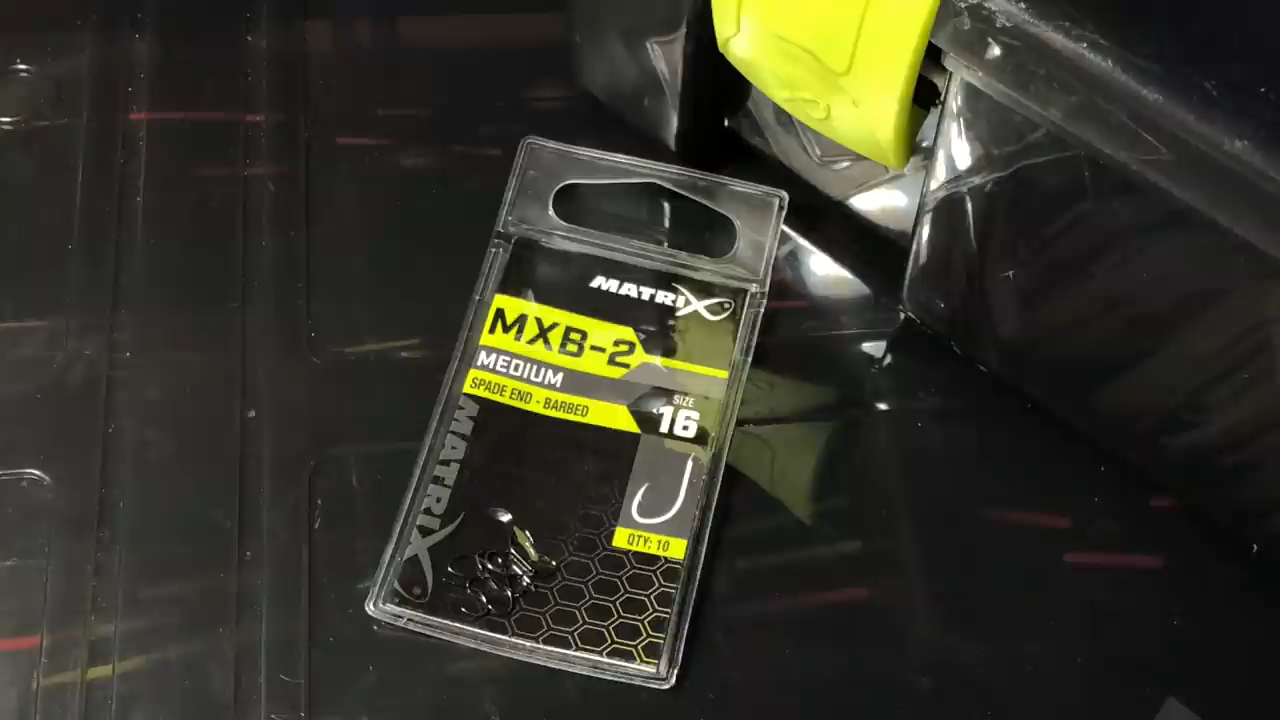 MATRIX
MXB-2
MEDIUM
SPADE END - BARBED
SIZE
16
MATRIX
QTY: 10